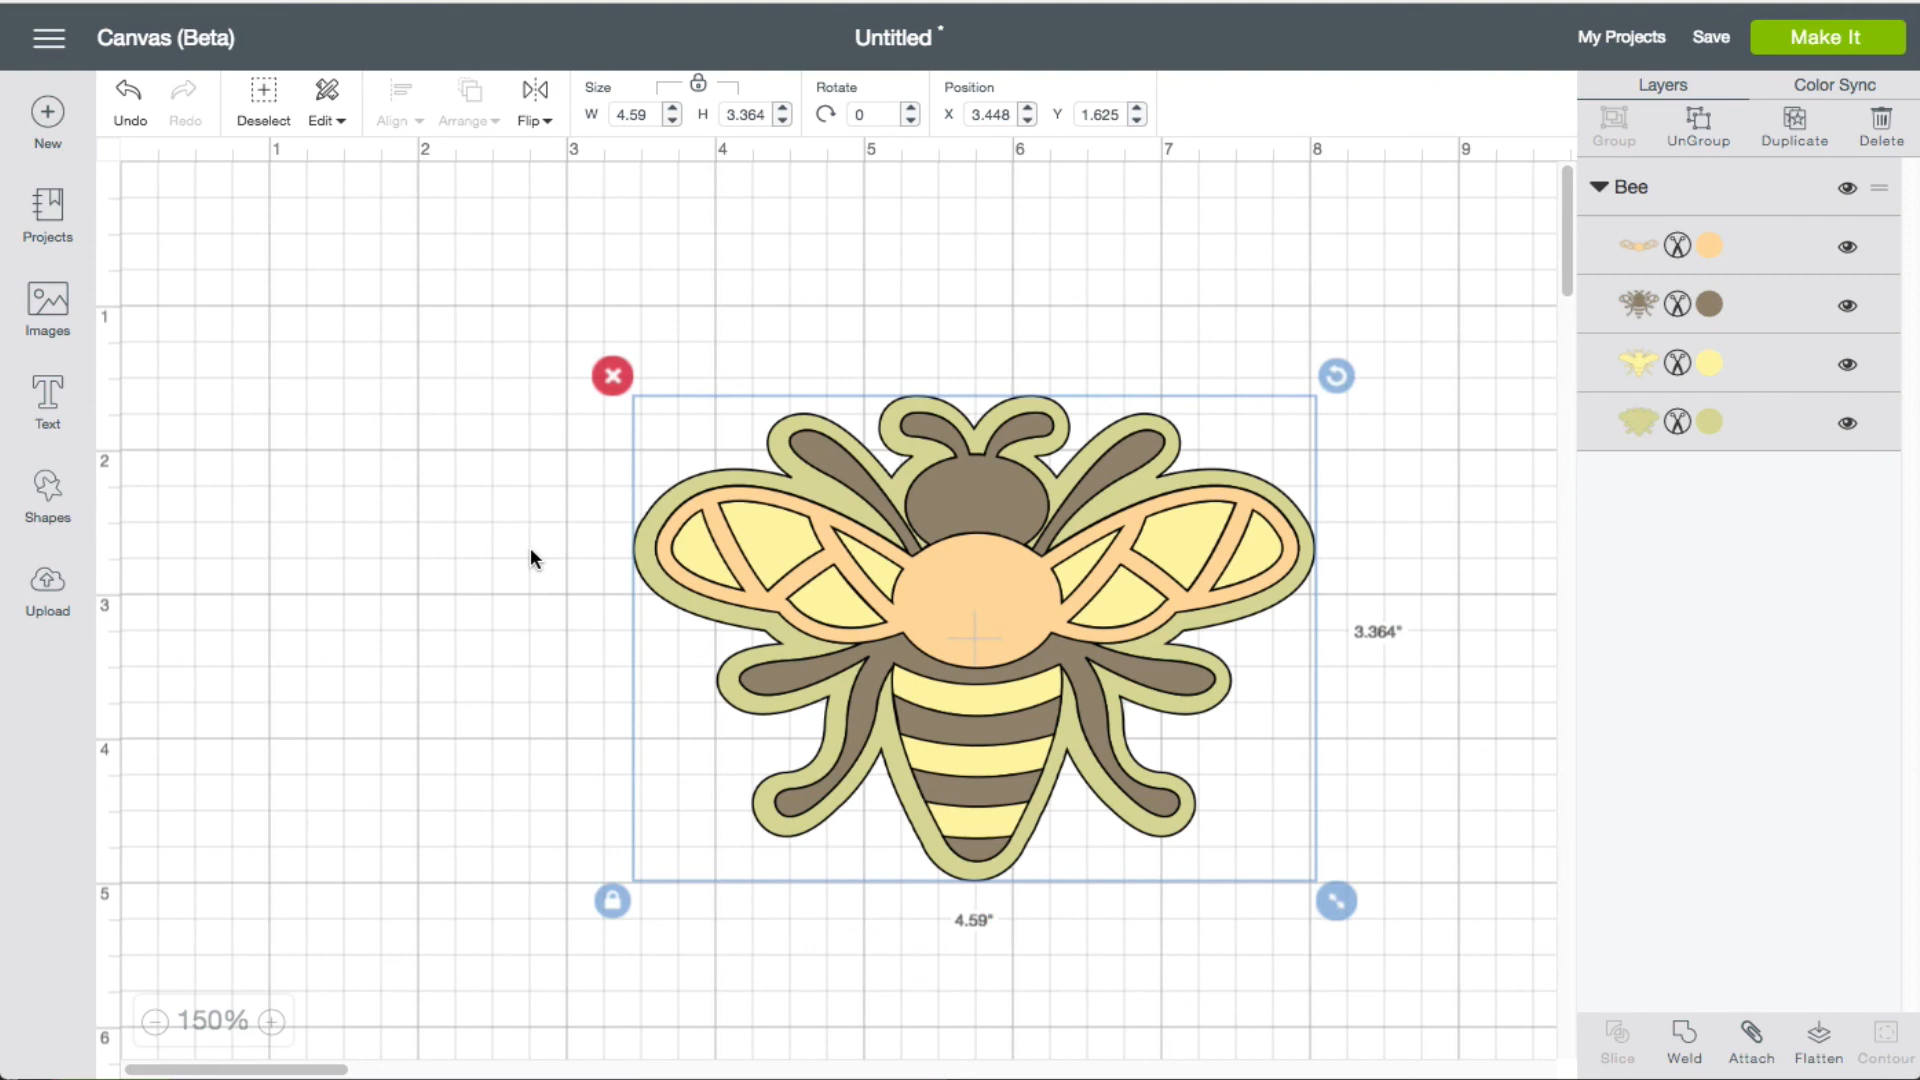 Canvas (Beta)
Untitled *
My Projects
Save
Make It
Undo
Redo
Deselect
Edit
Align
Arrange
Flip
Size
W 4.59
H 3.364
Rotate
0
Position
X 3.448
Y 1.625
Layers
Color Sync
Group
UnGroup
Duplicate
Delete
New
Projects
Images
Text
Shapes
Upload
1 2 3 4 5 6 7 8 9
1
2
3
4
5
6
Bee
3.364"
4.59"
150%
Slice
Weld
Attach
Flatten
Contour